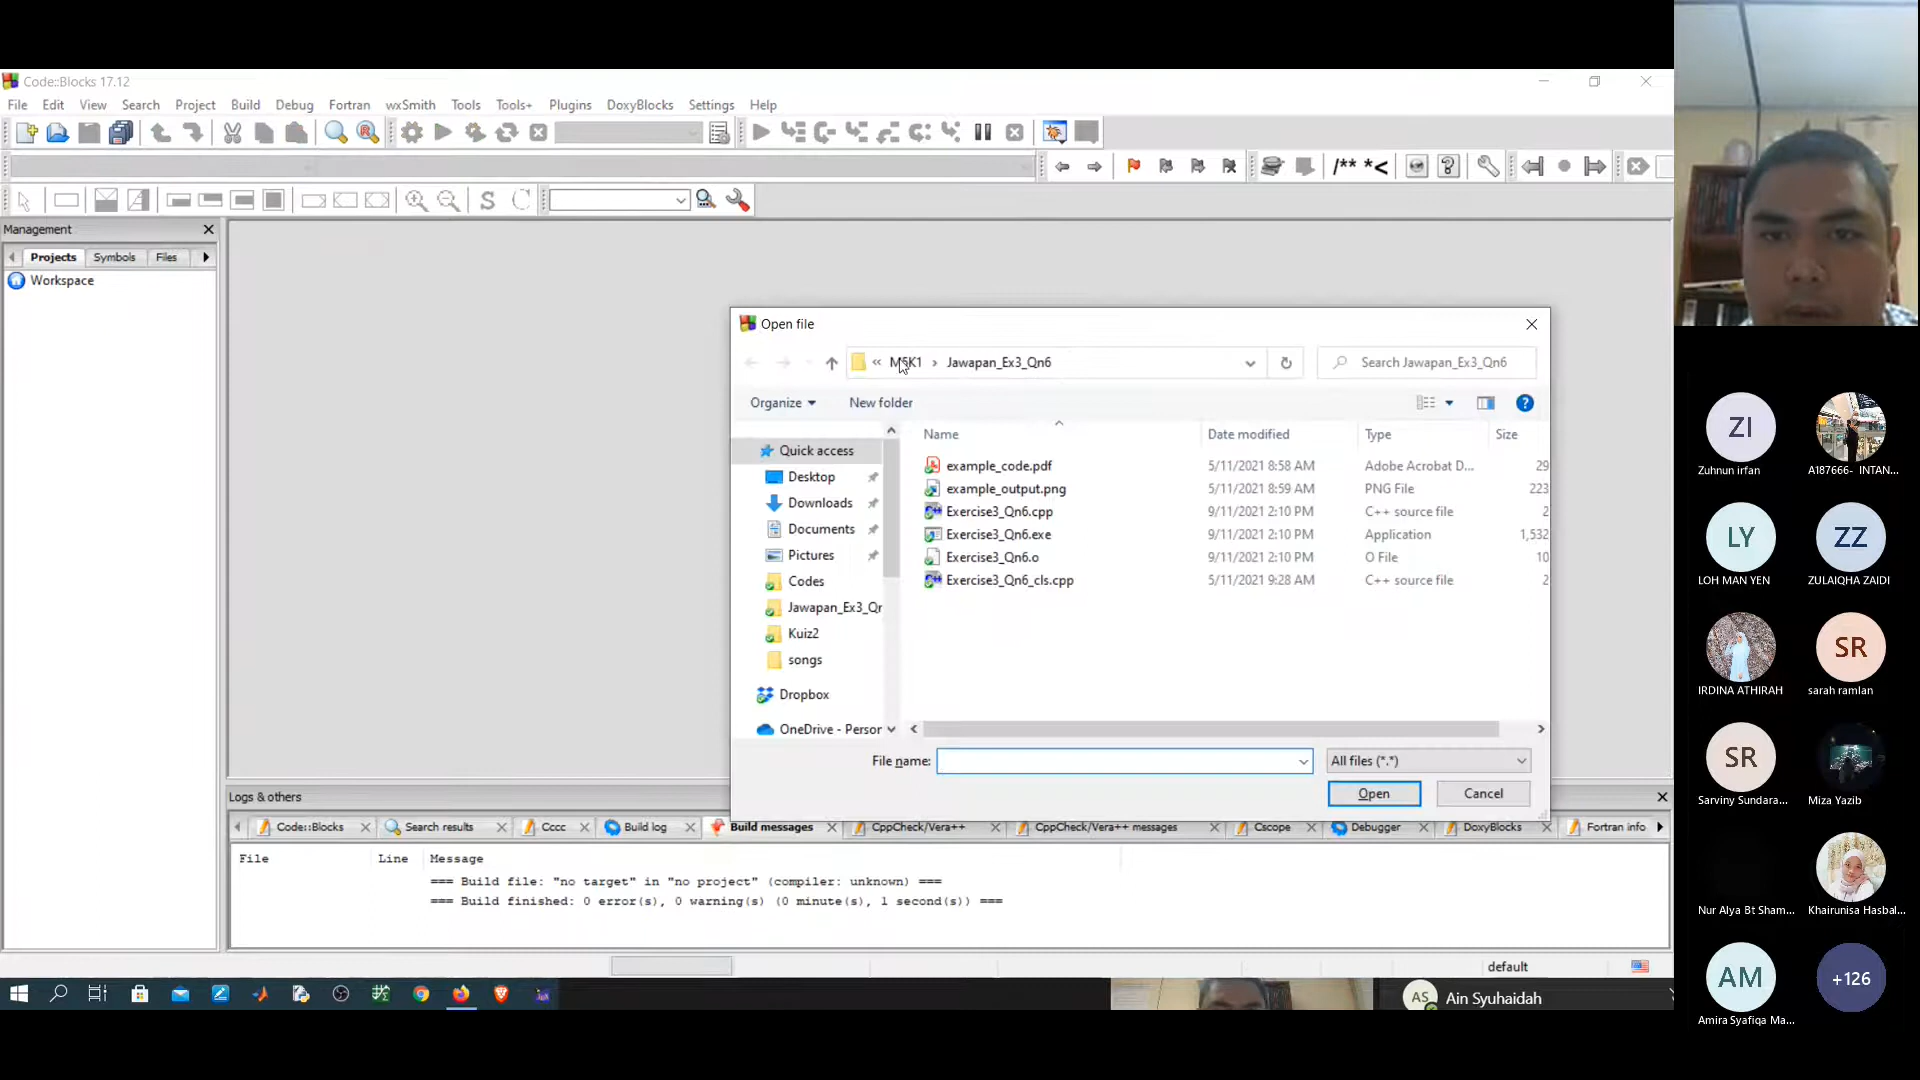 Code::Blocks 17.12
File Edit View Search Project Build Debug Fortran wxSmith Tools Tools+ Plugins DoxyBlocks Settings Help
/** *<
S
Management
Projects Symbols Files
Workspace
Open file
« MSK1 › Jawapan_Ex3_Qn6
Search Jawapan_Ex3_Qn6
Organize New folder
Quick access
Desktop
Downloads
Documents
Pictures
Codes
Jawapan_Ex3_Qr
Kuiz2
songs
Dropbox
OneDrive - Person
Name Date modified Type Size
example_code.pdf 5/11/2021 8:58 AM Adobe Acrobat D... 29
example_output.png 5/11/2021 8:59 AM PNG File 223
Exercise3_Qn6.cpp 9/11/2021 2:10 PM C++ source file 2
Exercise3_Qn6.exe 9/11/2021 2:10 PM Application 1,532
Exercise3_Qn6.o 9/11/2021 2:10 PM O File 10
Exercise3_Qn6_cls.cpp 5/11/2021 9:28 AM C++ source file 2
File name: All files (*.*)
Open Cancel
Logs & others
Code::Blocks Search results Cccc Build log Build messages CppCheck/Vera++ CppCheck/Vera++ messages Cscope Debugger DoxyBlocks Fortran info
File Line Message
=== Build file: "no target" in "no project" (compiler: unknown) ===
=== Build finished: 0 error(s), 0 warning(s) (0 minute(s), 1 second(s)) ===
default
AS Ain Syuhaidah
ZI
Zuhnun irfan A187666- INTAN...
LY ZZ
LOH MAN YEN ZULAIQHA ZAIDI
SR
IRDINA ATHIRAH sarah ramlan
SR
Sarviny Sundara... Miza Yazib
Nur Alya Bt Sham... Khairunisa Hasbal...
AM +126
Amira Syafiqa Ma...